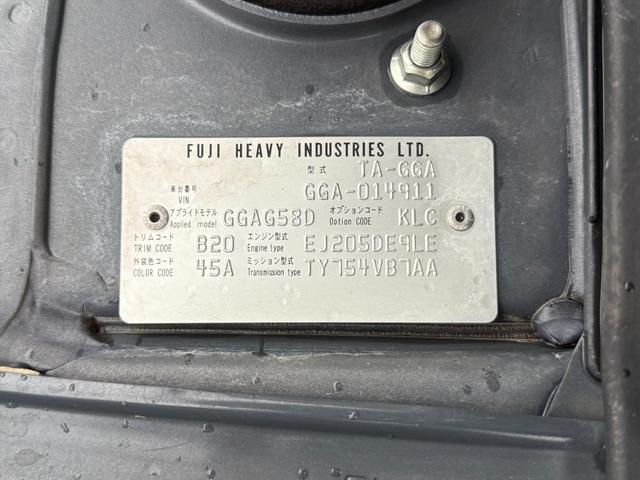 FUJI HEAVY INDUSTRIES LTD.
型式 TA-GGA
車台番号 VIN GGA-014911
アプライドモデル Applied model GGAG58D オプションコード Option CODE KLC
トリムコード TRIM CODE B20 エンジン型式 Engine type EJ205DE9LE
外装色コード COLOR CODE 45A ミッション型式 Transmission type TY754VB7AA